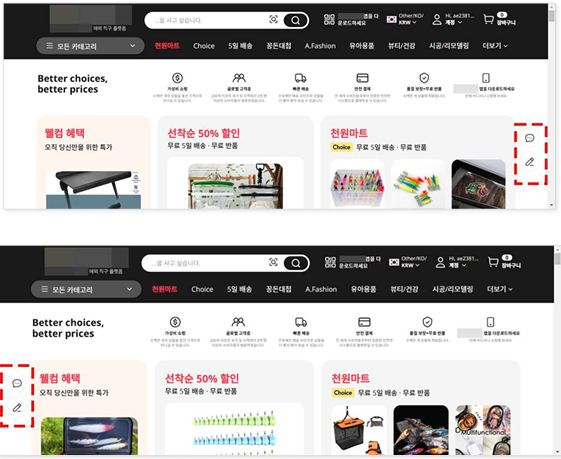 해외 직구 플랫폼
...을 사고 싶습니다.
앱을 다
운로드하세요
Other/KO/
KRW
Hi, ae2381...
계정
0
장바구니
모든 카테고리
천원마트
Choice
5일 배송
꽁돈대첩
A.Fashion
유아용품
뷰티/건강
시공/리모델링
더보기
Better choices,
better prices
가성비 쇼핑
글로벌 고객층
빠른 배송
안전 결제
품질 보장+무료 반품
앱을 다운로드하세요
웰컴 혜택
오직 당신만을 위한 특가
선착순 50% 할인
무료 5일 배송 · 무료 반품
천원마트
Choice 무료 5일 배송 · 무료 반품
해외 직구 플랫폼
...을 사고 싶습니다.
앱을 다
운로드하세요
Other/KO/
KRW
Hi, ae2381...
계정
0
장바구니
모든 카테고리
천원마트
Choice
5일 배송
꽁돈대첩
A.Fashion
유아용품
뷰티/건강
시공/리모델링
더보기
Better choices,
better prices
가성비 쇼핑
글로벌 고객층
빠른 배송
안전 결제
품질 보장+무료 반품
앱을 다운로드하세요
웰컴 혜택
오직 당신만을 위한 특가
선착순 50% 할인
무료 5일 배송 · 무료 반품
천원마트
Choice 무료 5일 배송 · 무료 반품
Multifunctional